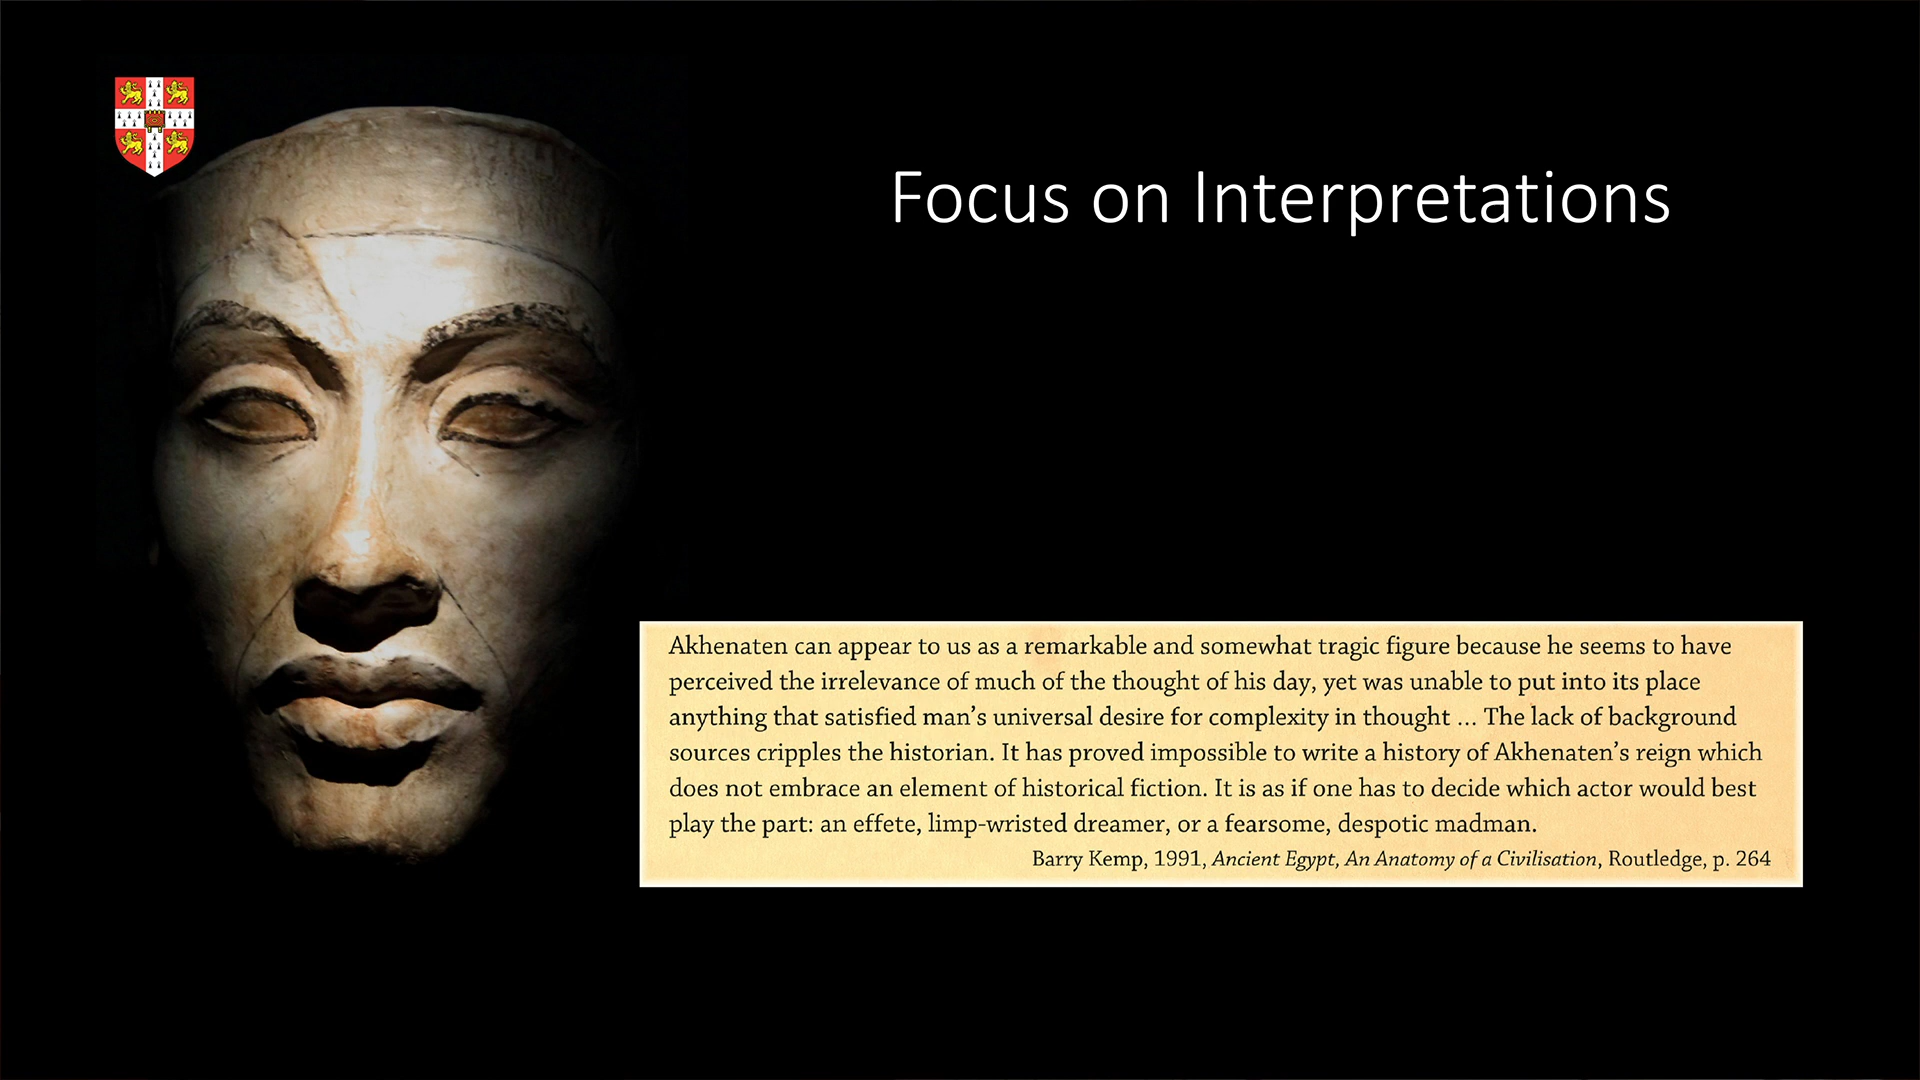 Focus on Interpretations
Akhenaten can appear to us as a remarkable and somewhat tragic figure because he seems to have
perceived the irrelevance of much of the thought of his day, yet was unable to put into its place
anything that satisfied man’s universal desire for complexity in thought ... The lack of background
sources cripples the historian. It has proved impossible to write a history of Akhenaten’s reign which
does not embrace an element of historical fiction. It is as if one has to decide which actor would best
play the part: an effete, limp-wristed dreamer, or a fearsome, despotic madman.
Barry Kemp, 1991, Ancient Egypt, An Anatomy of a Civilisation, Routledge, p. 264